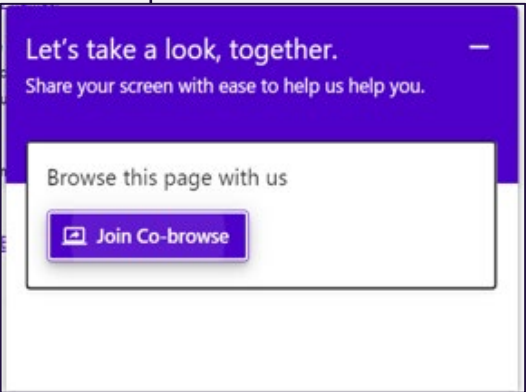 Let's take a look, together.
Share your screen with ease to help us help you.
Browse this page with us
Join Co-browse